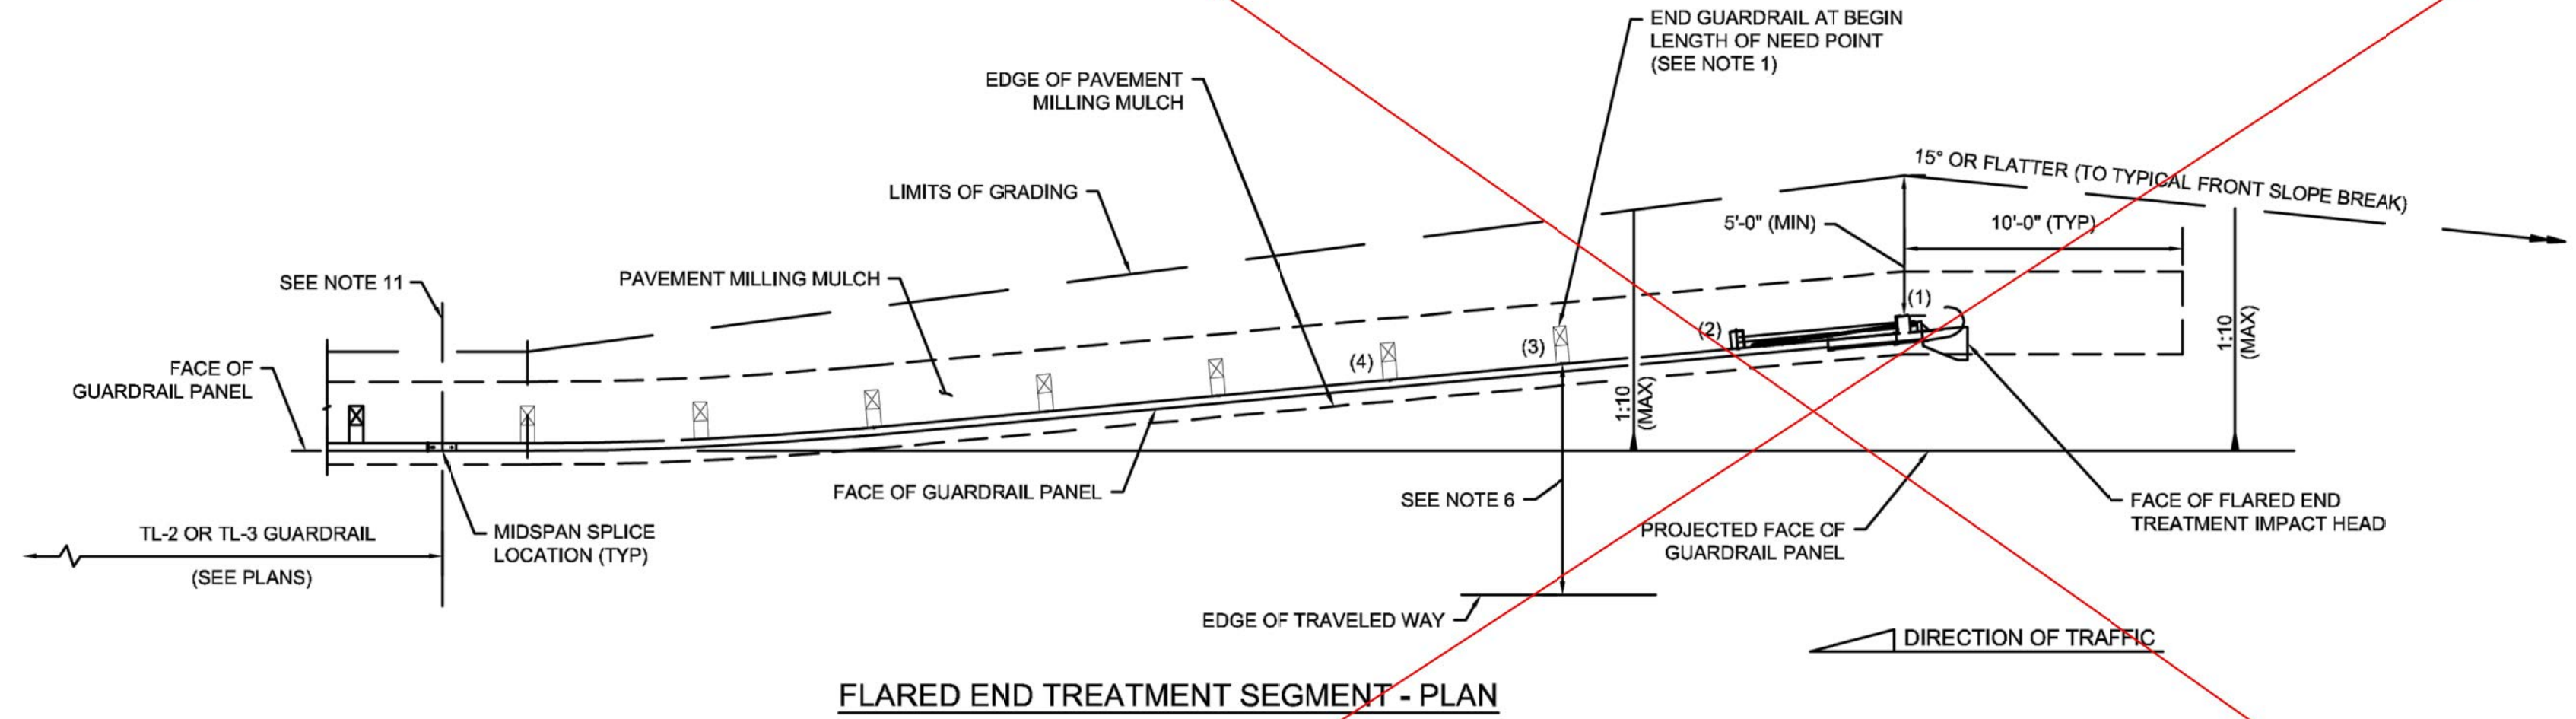 END GUARDRAIL AT BEGIN
LENGTH OF NEED POINT
(SEE NOTE 1)
EDGE OF PAVEMENT
MILLING MULCH
15° OR FLATTER (TO TYPICAL FRONT SLOPE BREAK)
LIMITS OF GRADING
5'-0" (MIN)
10'-0" (TYP)
SEE NOTE 11
PAVEMENT MILLING MULCH
(1)
(2)
(3)
(4)
1:10
(MAX)
1:10
(MAX)
FACE OF
GUARDRAIL PANEL
FACE OF GUARDRAIL PANEL
SEE NOTE 6
FACE OF FLARED END
TREATMENT IMPACT HEAD
TL-2 OR TL-3 GUARDRAIL
(SEE PLANS)
MIDSPAN SPLICE
LOCATION (TYP)
PROJECTED FACE OF
GUARDRAIL PANEL
EDGE OF TRAVELED WAY
DIRECTION OF TRAFFIC
FLARED END TREATMENT SEGMENT - PLAN